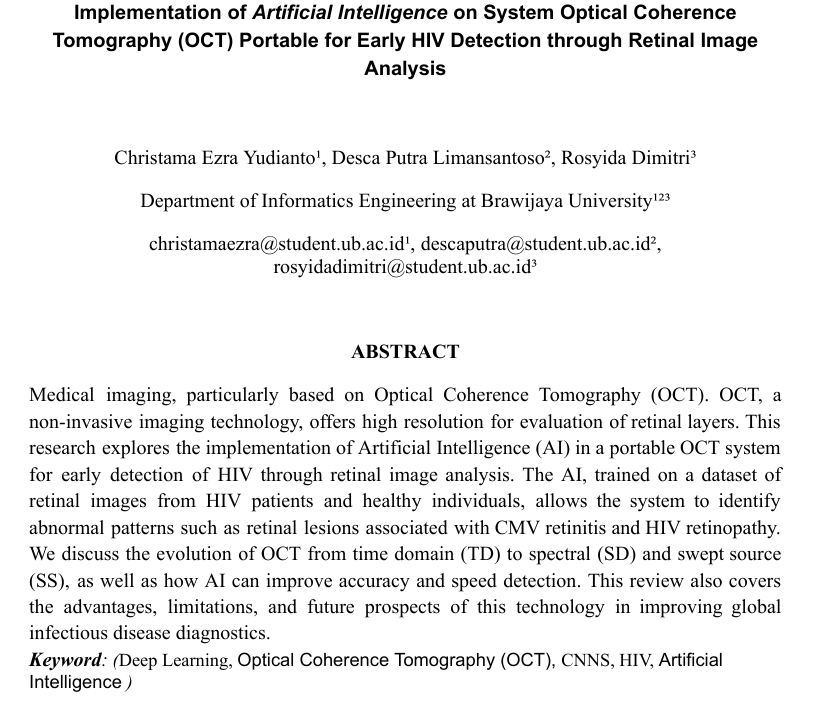 Implementation of Artificial Intelligence on System Optical Coherence
Tomography (OCT) Portable for Early HIV Detection through Retinal Image
Analysis
Christama Ezra Yudianto¹, Desca Putra Limansantoso², Rosyida Dimitri³
Department of Informatics Engineering at Brawijaya University¹²³
christamaezra@student.ub.ac.id¹, descaputra@student.ub.ac.id²,
rosyidadimitri@student.ub.ac.id³
ABSTRACT
Medical imaging, particularly based on Optical Coherence Tomography (OCT). OCT, a
non-invasive imaging technology, offers high resolution for evaluation of retinal layers. This
research explores the implementation of Artificial Intelligence (AI) in a portable OCT system
for early detection of HIV through retinal image analysis. The AI, trained on a dataset of
retinal images from HIV patients and healthy individuals, allows the system to identify
abnormal patterns such as retinal lesions associated with CMV retinitis and HIV retinopathy.
We discuss the evolution of OCT from time domain (TD) to spectral (SD) and swept source
(SS), as well as how AI can improve accuracy and speed detection. This review also covers
the advantages, limitations, and future prospects of this technology in improving global
infectious disease diagnostics.
Keyword: (Deep Learning, Optical Coherence Tomography (OCT), CNNS, HIV, Artificial
Intelligence )